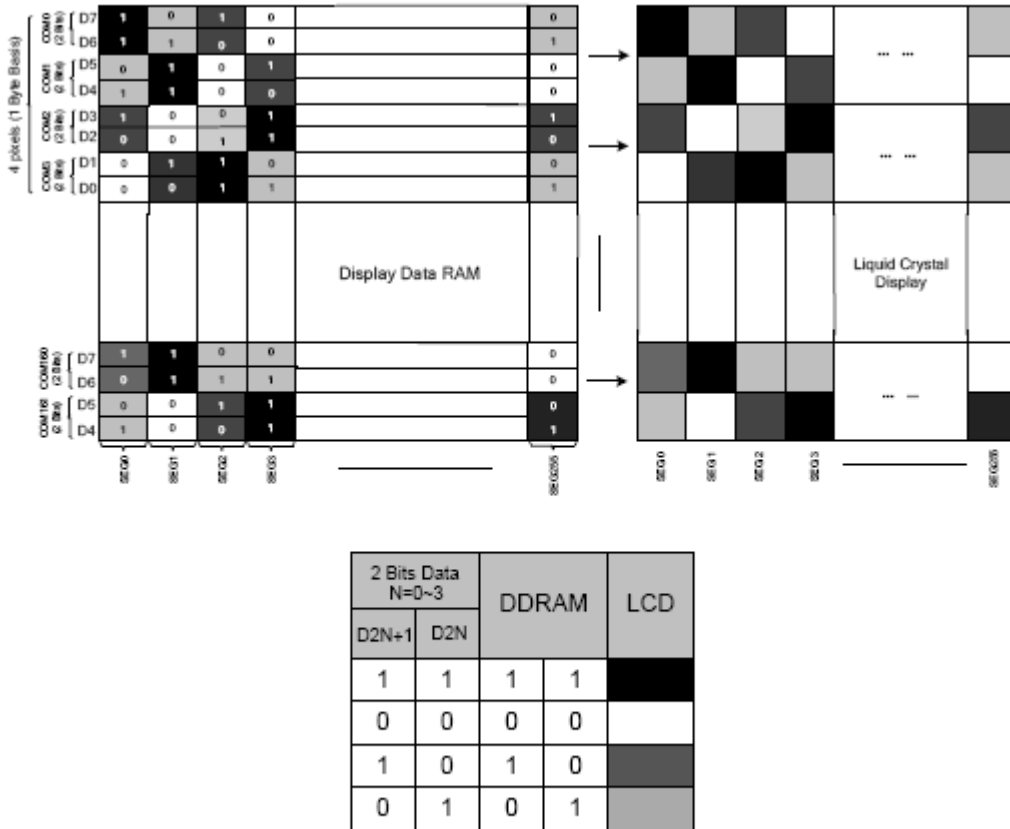 4 pixels (1 Byte Basis)
COM0 (2 Bits)
D7 1 0 1 0 0
D6 1 1 0 0 1
COM1 (2 Bits)
D5 0 1 0 1 0
D4 1 1 0 0 0
COM2 (2 Bits)
D3 1 0 0 1 1
D2 0 0 1 1 0
COM3 (2 Bits)
D1 0 1 1 0 0
D0 0 0 1 1 1
... ...
... ...
Display Data RAM
Liquid Crystal
Display
COM160 (2 Bits)
D7 1 1 0 0 0
D6 0 1 1 1 0
COM161 (2 Bits)
D5 0 0 1 1 0
D4 1 0 0 1 1
... ...
SEG0 SEG1 SEG2 SEG3 SEG255
SEG0 SEG1 SEG2 SEG3 SEG255
2 Bits Data
N=0~3
DDRAM LCD
D2N+1 D2N
1 1 1 1
0 0 0 0
1 0 1 0
0 1 0 1